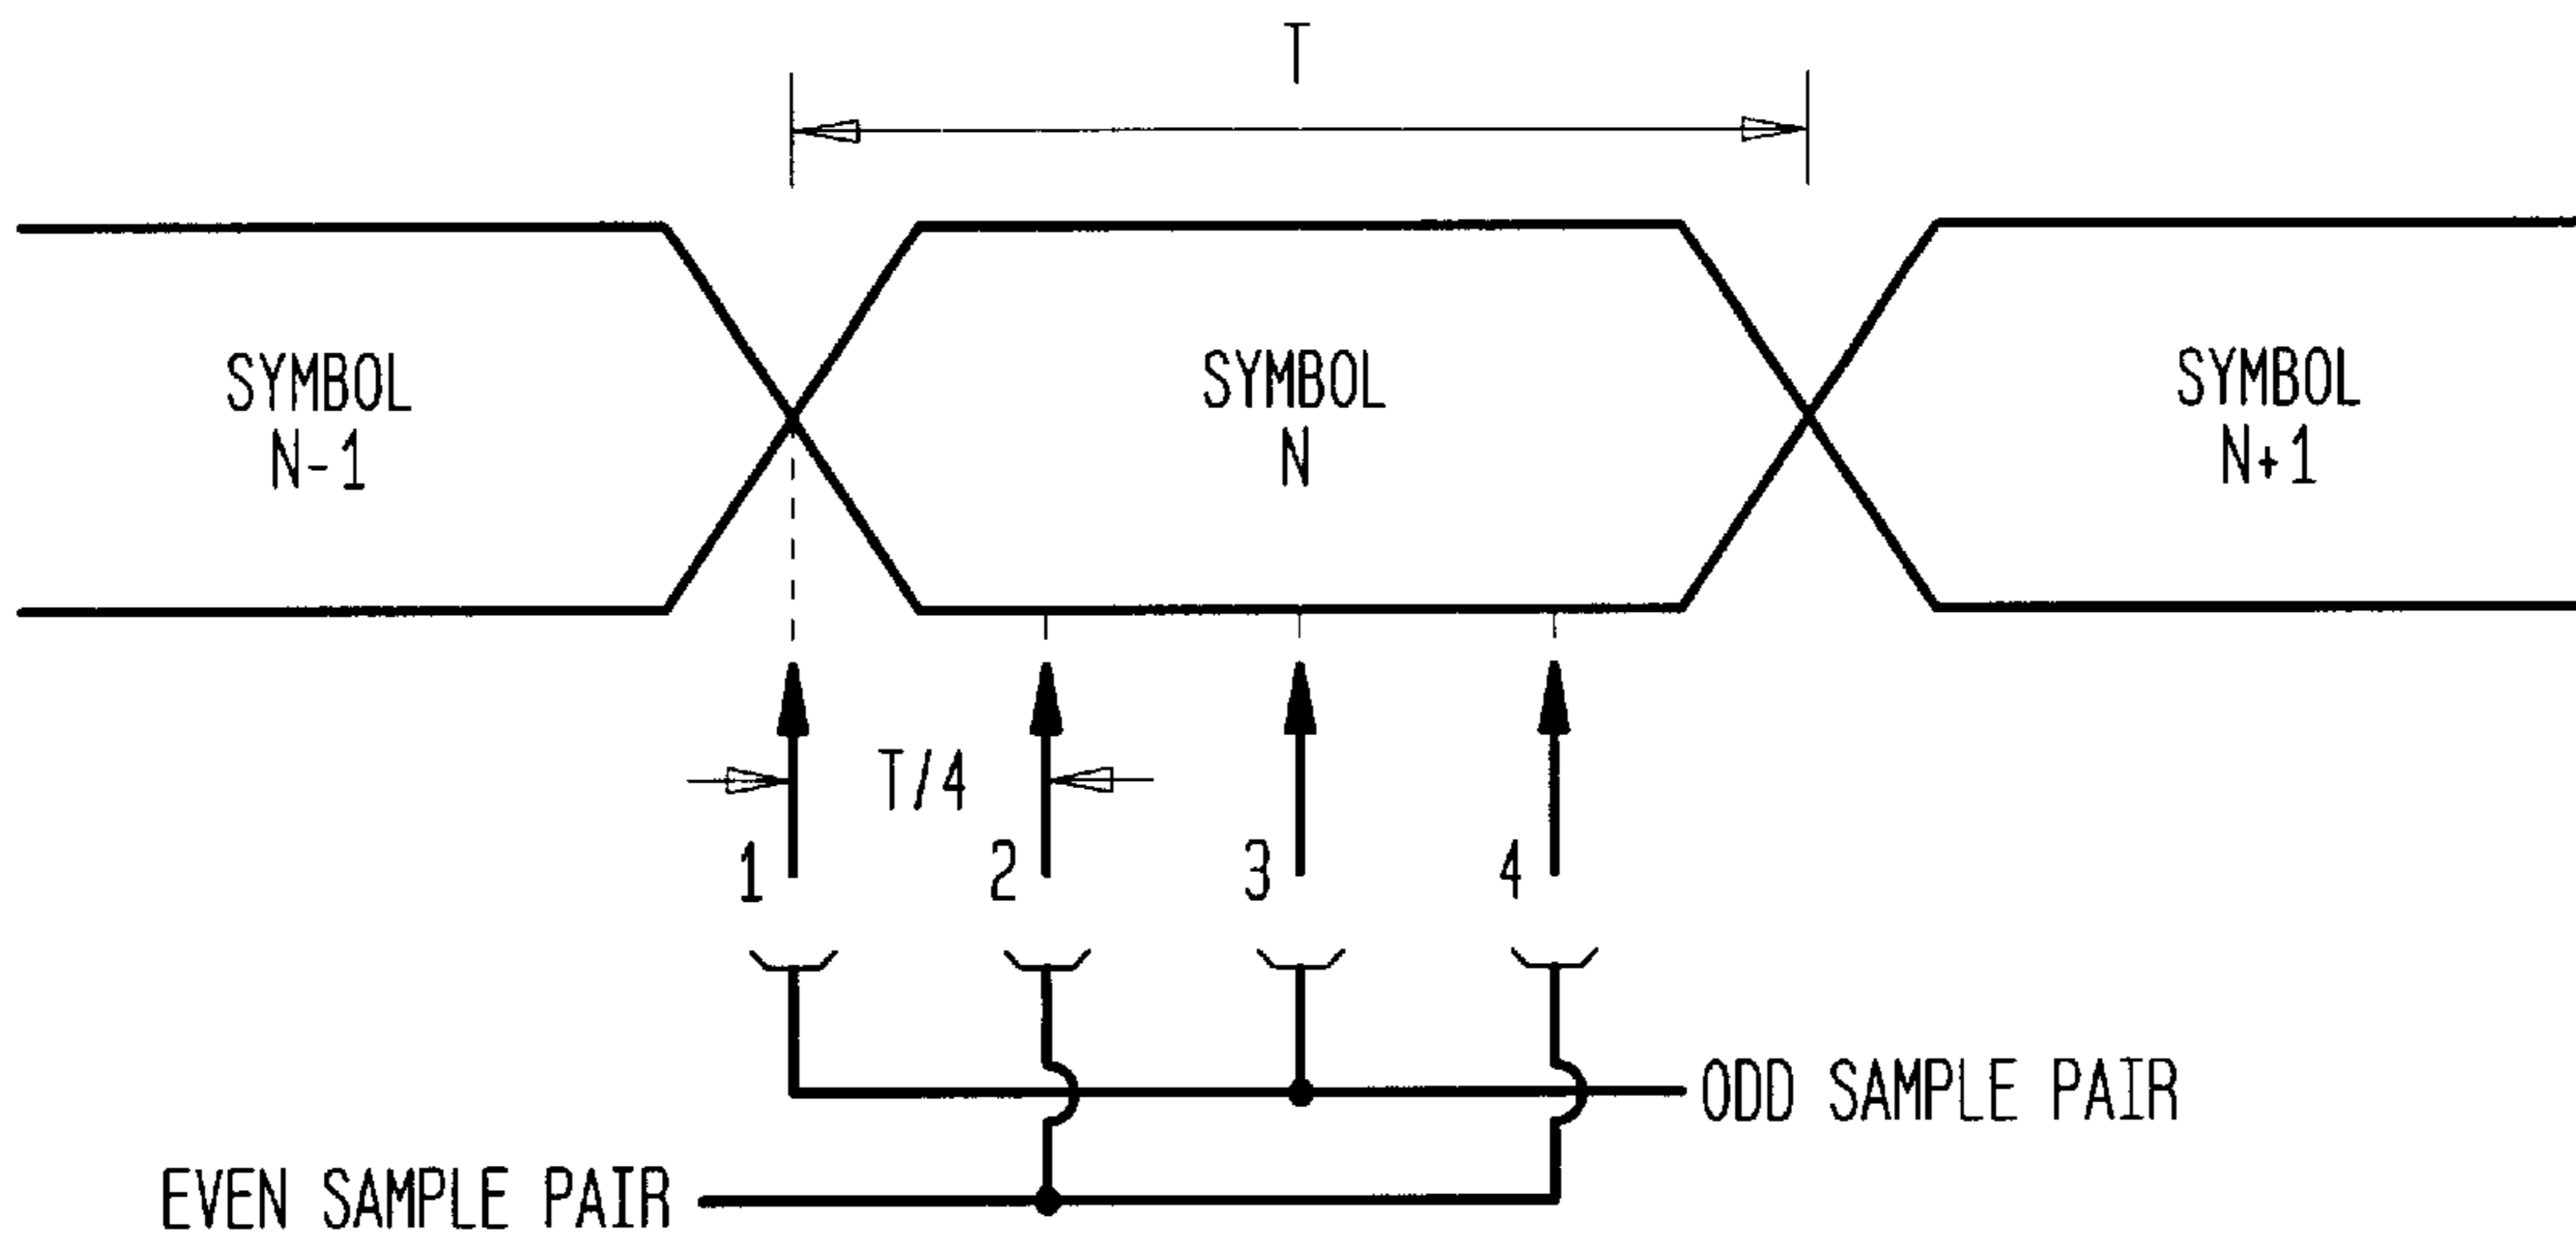 T
SYMBOL
N-1
SYMBOL
N
SYMBOL
N+1
T/4
1
2
3
4
ODD SAMPLE PAIR
EVEN SAMPLE PAIR